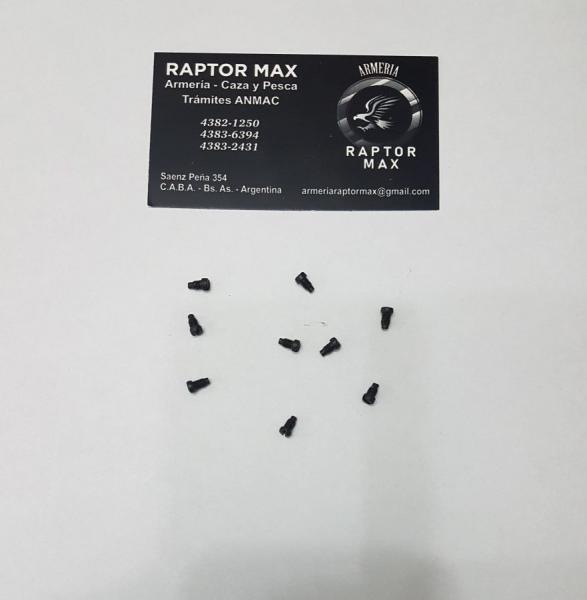 RAPTOR MAX
Armería - Caza y Pesca
Trámites ANMAC
4382-1250
4383-6394
4383-2431
Saenz Peña 354
C.A.B.A. - Bs. As. - Argentina
ARMERIA
RAPTOR
MAX
armeriaraptormax@gmail.com